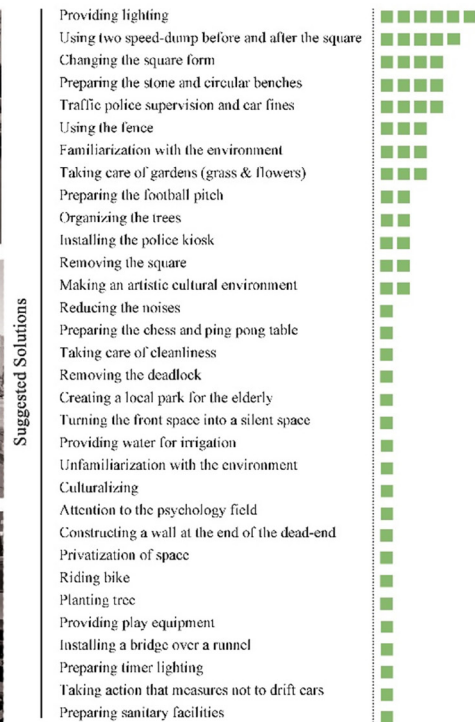 Suggested Solutions
Providing lighting
Using two speed-dump before and after the square
Changing the square form
Preparing the stone and circular benches
Traffic police supervision and car fines
Using the fence
Familiarization with the environment
Taking care of gardens (grass & flowers)
Preparing the football pitch
Organizing the trees
Installing the police kiosk
Removing the square
Making an artistic cultural environment
Reducing the noises
Preparing the chess and ping pong table
Taking care of cleanliness
Removing the deadlock
Creating a local park for the elderly
Turning the front space into a silent space
Providing water for irrigation
Unfamiliarization with the environment
Culturalizing
Attention to the psychology field
Constructing a wall at the end of the dead-end
Privatization of space
Riding bike
Planting tree
Providing play equipment
Installing a bridge over a runnel
Preparing timer lighting
Taking action that measures not to drift cars
Preparing sanitary facilities